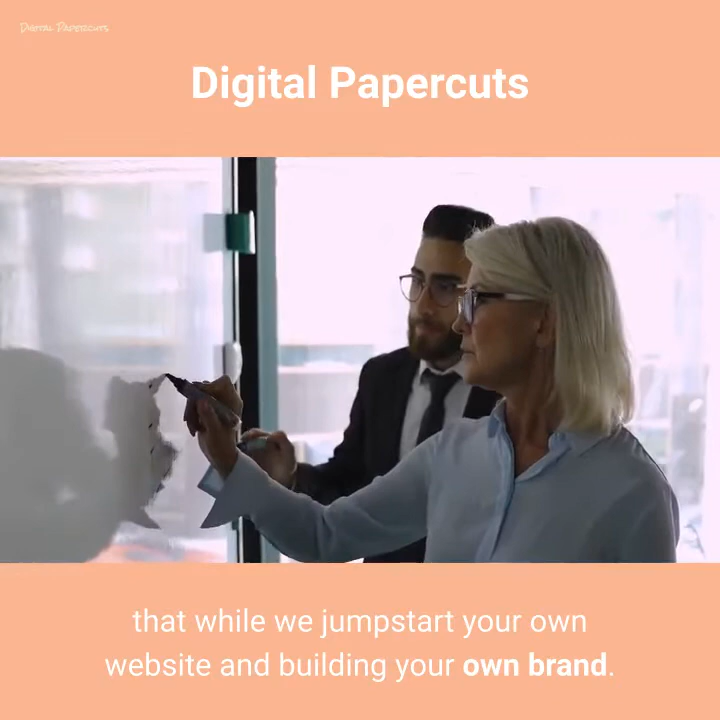 Digital Papercuts
Digital Papercuts
that while we jumpstart your own
website and building your own brand.